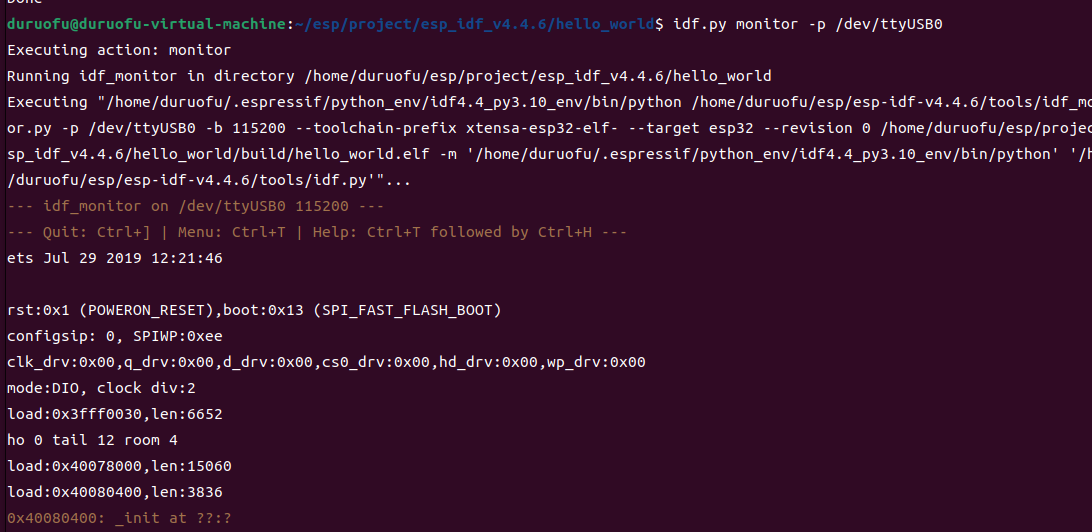 Done
duruofu@duruofu-virtual-machine:~/esp/project/esp_idf_v4.4.6/hello_world$ idf.py monitor -p /dev/ttyUSB0
Executing action: monitor
Running idf_monitor in directory /home/duruofu/esp/project/esp_idf_v4.4.6/hello_world
Executing "/home/duruofu/.espressif/python_env/idf4.4_py3.10_env/bin/python /home/duruofu/esp/esp-idf-v4.4.6/tools/idf_mo
or.py -p /dev/ttyUSB0 -b 115200 --toolchain-prefix xtensa-esp32-elf- --target esp32 --revision 0 /home/duruofu/esp/projec
sp_idf_v4.4.6/hello_world/build/hello_world.elf -m '/home/duruofu/.espressif/python_env/idf4.4_py3.10_env/bin/python' '/h
/duruofu/esp/esp-idf-v4.4.6/tools/idf.py'"...
--- idf_monitor on /dev/ttyUSB0 115200 ---
--- Quit: Ctrl+] | Menu: Ctrl+T | Help: Ctrl+T followed by Ctrl+H ---
ets Jul 29 2019 12:21:46
rst:0x1 (POWERON_RESET),boot:0x13 (SPI_FAST_FLASH_BOOT)
configsip: 0, SPIWP:0xee
clk_drv:0x00,q_drv:0x00,d_drv:0x00,cs0_drv:0x00,hd_drv:0x00,wp_drv:0x00
mode:DIO, clock div:2
load:0x3fff0030,len:6652
ho 0 tail 12 room 4
load:0x40078000,len:15060
load:0x40080400,len:3836
0x40080400: _init at ??:?